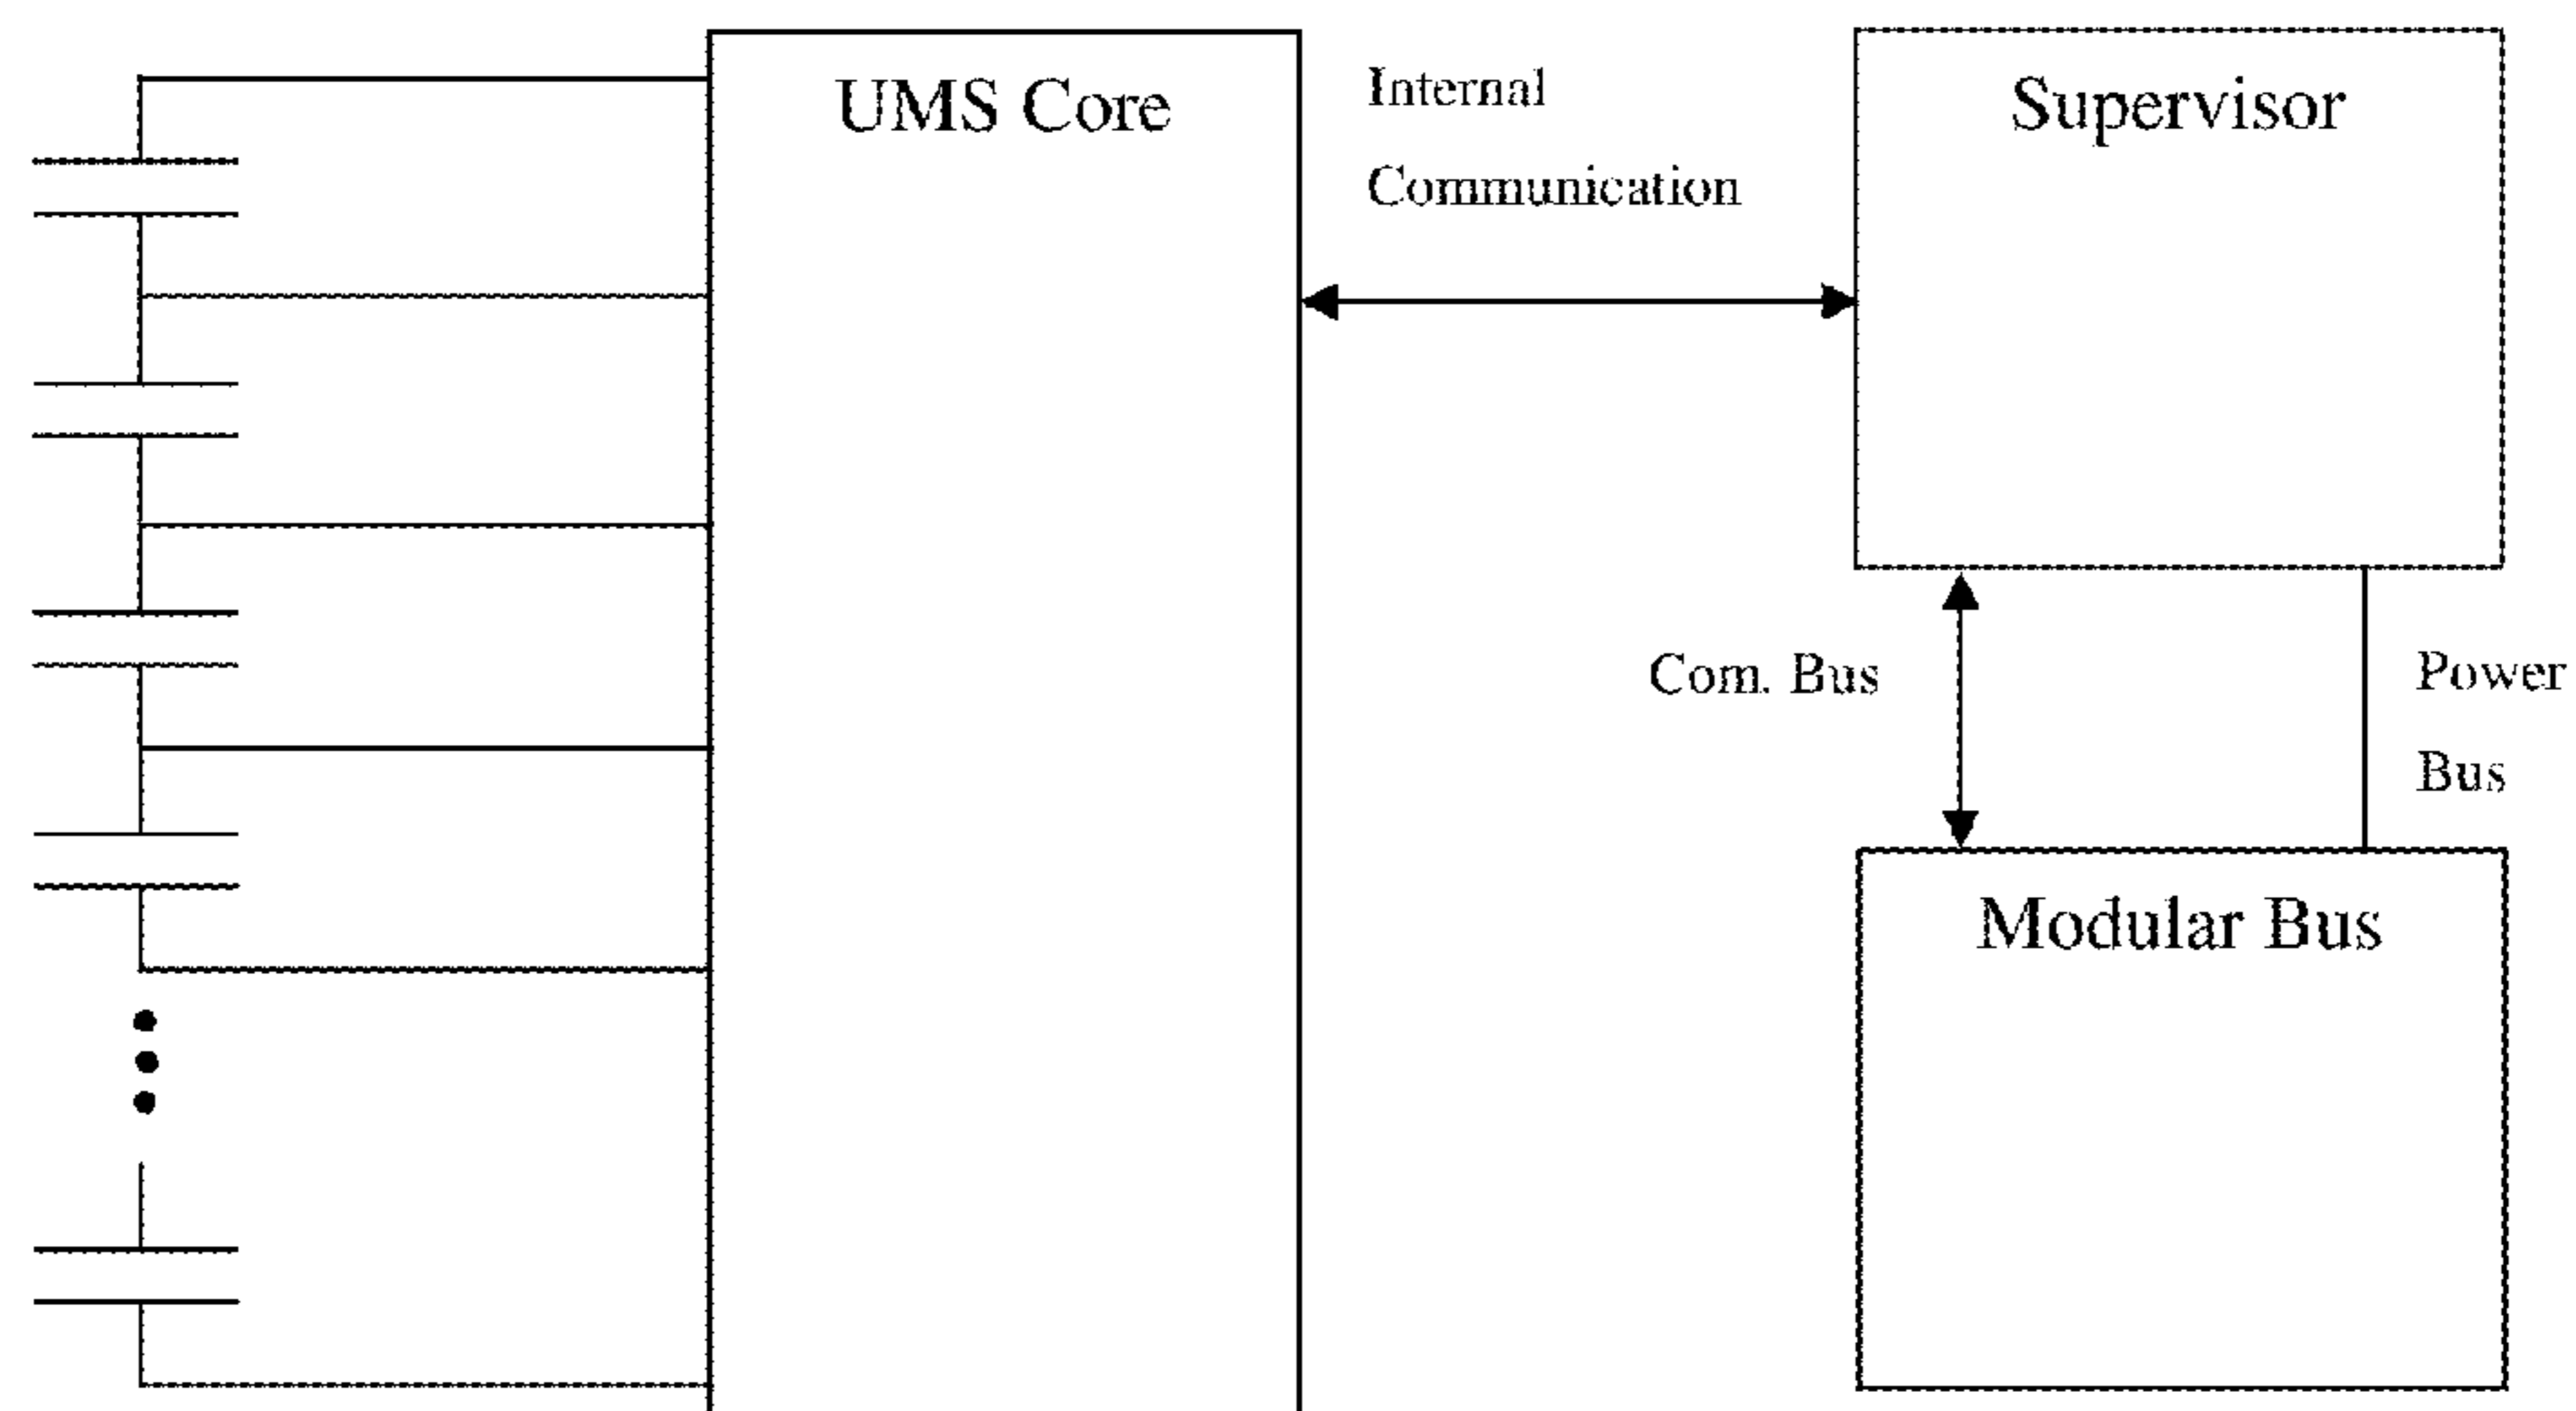 UMS Core
Internal
Communication
Supervisor
Com. Bus
Power
Bus
Modular Bus